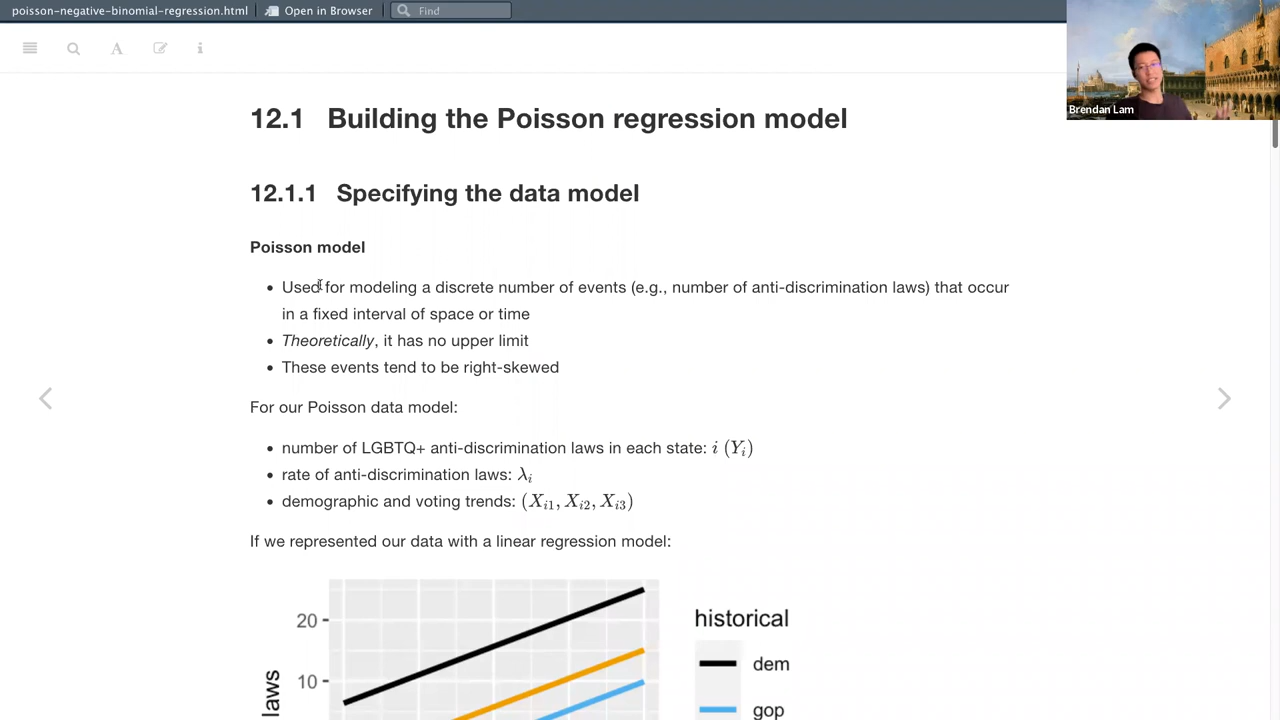 poisson-negative-binomial-regression.html Open in Browser Find
Brendan Lam
12.1 Building the Poisson regression model
12.1.1 Specifying the data model
Poisson model
• Used for modeling a discrete number of events (e.g., number of anti-discrimination laws) that occur
in a fixed interval of space or time
• Theoretically, it has no upper limit
• These events tend to be right-skewed
For our Poisson data model:
• number of LGBTQ+ anti-discrimination laws in each state: i (Yᵢ)
• rate of anti-discrimination laws: λᵢ
• demographic and voting trends: (Xᵢ₁, Xᵢ₂, Xᵢ₃)
If we represented our data with a linear regression model:
20
10
laws
historical
dem
gop